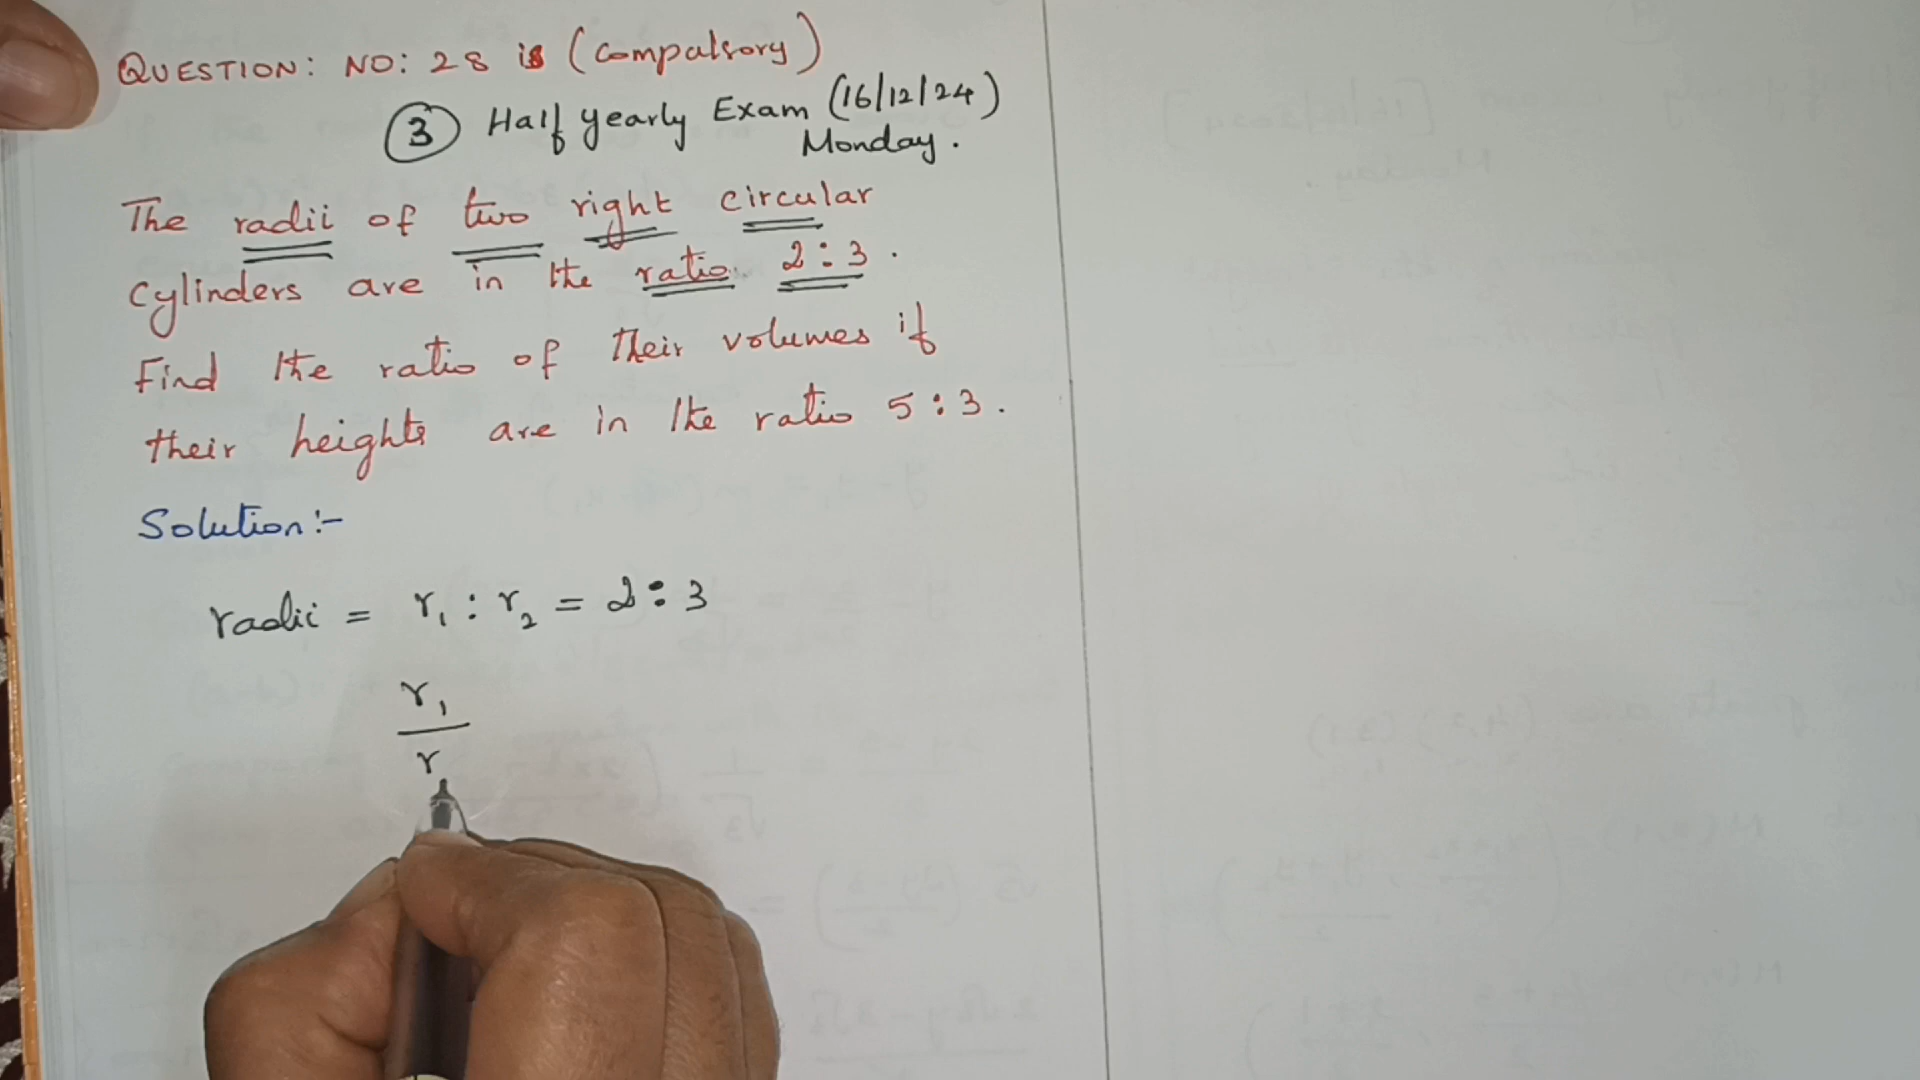 QUESTION: NO: 28 is (Compulsory)
3 Half yearly Exam (16/12/24)
Monday.
The radii of two right circular
Cylinders are in the ratio 2:3.
Find the ratio of their volumes if
their heights are in the ratio 5:3.
Solution:-
radii = r₁ : r₂ = 2:3
r₁
r